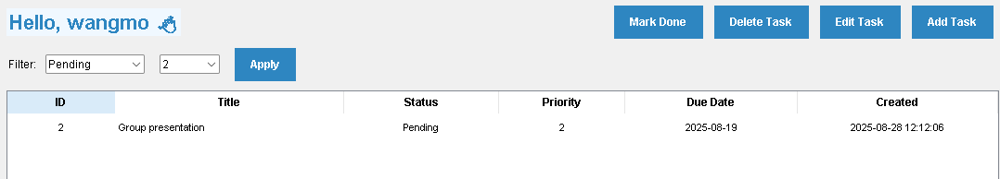 Hello, wangmo
Mark Done Delete Task Edit Task Add Task
Filter: Pending 2 Apply
ID Title Status Priority Due Date Created
2 Group presentation Pending 2 2025-08-19 2025-08-28 12:12:06